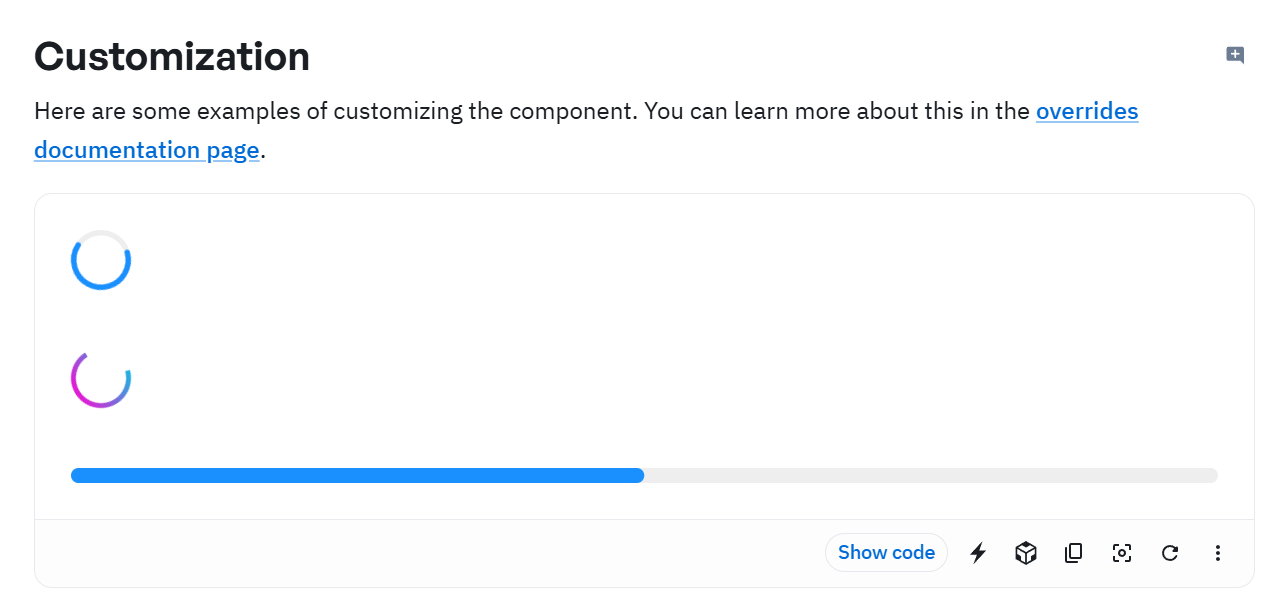 Customization
Here are some examples of customizing the component. You can learn more about this in the overrides
documentation page.
Show code